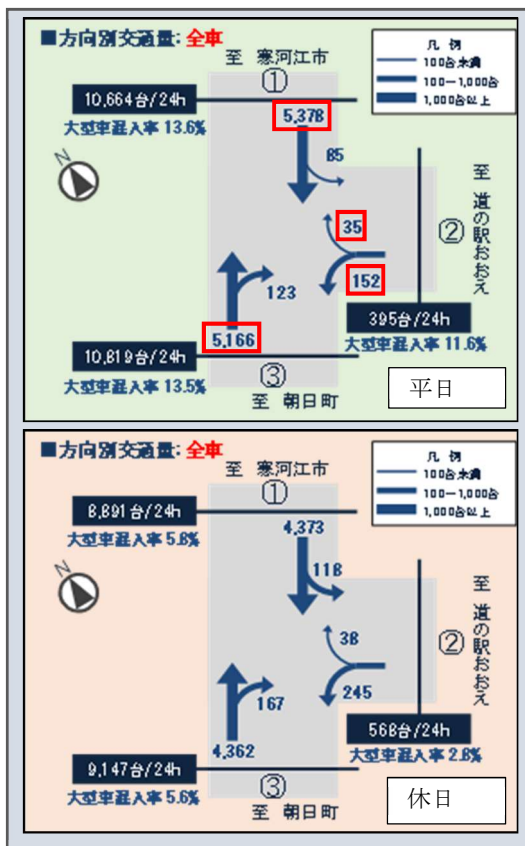 ■方向別交通量: 全車
凡 例
100台未満
100－1,000台
1,000台以上
至 寒河江市
①
10,664台/24h
大型車混入率 13.6%
5,378
85
N
至 道の駅おおえ
②
35
152
123
395台/24h
大型車混入率 11.6%
5,166
10,819台/24h
大型車混入率 13.5%
③
至 朝日町
平日
■方向別交通量: 全車
凡 例
100台未満
100－1,000台
1,000台以上
至 寒河江市
①
8,891台/24h
大型車混入率 5.8%
4,373
118
N
至 道の駅おおえ
②
38
245
167
568台/24h
大型車混入率 2.8%
4,362
9,147台/24h
大型車混入率 5.6%
③
至 朝日町
休日